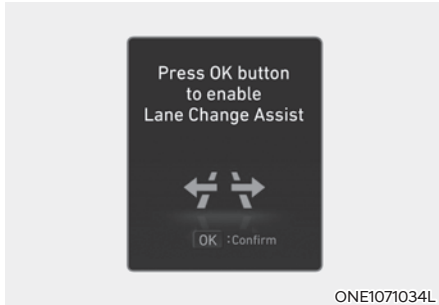 Press OK button
to enable
Lane Change Assist
OK :Confirm
ONE1071034L